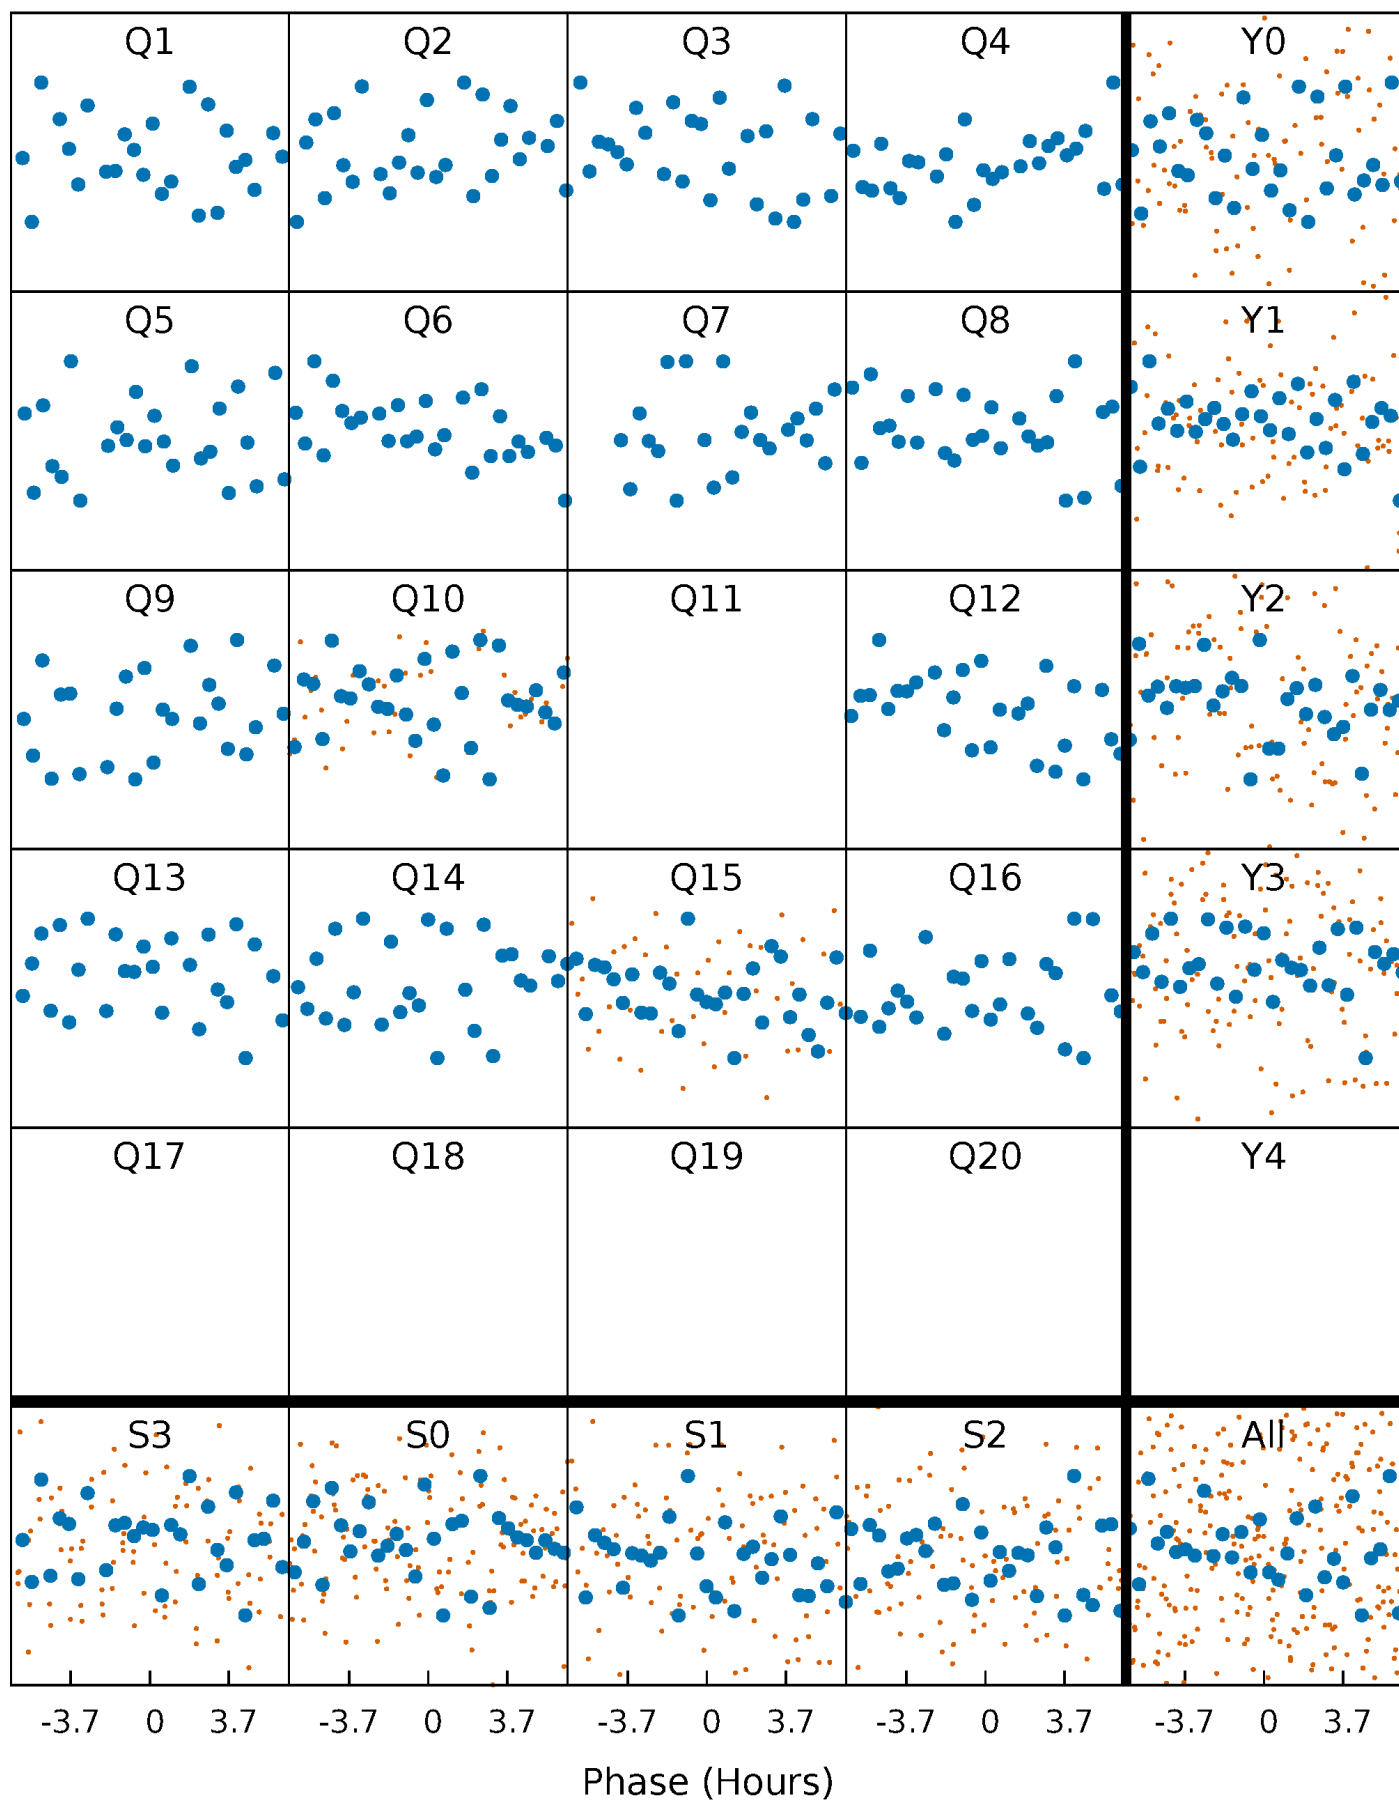 Q1 Q2 Q3 Q4 Y0
Q5 Q6 Q7 Q8 Y1
Q9 Q10 Q11 Q12 Y2
Q13 Q14 Q15 Q16 Y3
Q17 Q18 Q19 Q20 Y4
S3 S0 S1 S2 All
-3.7 0 3.7 -3.7 0 3.7 -3.7 0 3.7 -3.7 0 3.7 -3.7 0 3.7
Phase (Hours)